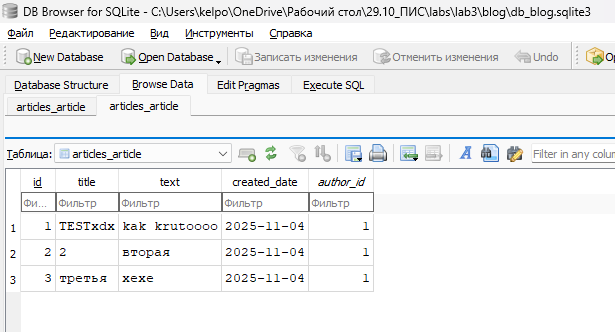 DB Browser for SQLite - C:\Users\kelpo\OneDrive\Рабочий стол\29.10_ПИС\labs\lab3\blog\db_blog.sqlite3
Файл Редактирование Вид Инструменты Справка
New Database Open Database Записать изменения Отменить изменения Undo Op
Database Structure Browse Data Edit Pragmas Execute SQL
articles_article articles_article
Таблица: articles_article Filter in any colum
id title text created_date author_id
Фи... Фильтр Фильтр Фильтр Фильтр
1 1 TESTxdx kak krutoooo 2025-11-04 1
2 2 2 вторая 2025-11-04 1
3 3 третья хехе 2025-11-04 1